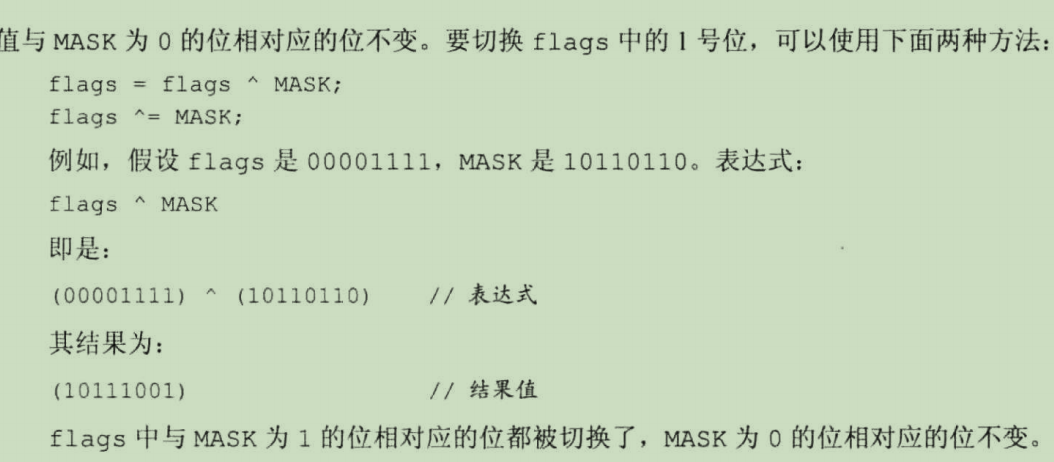 值与 MASK 为 0 的位相对应的位不变。要切换 flags 中的 1 号位，可以使用下面两种方法：
flags = flags ^ MASK;
flags ^= MASK;
例如，假设 flags 是 00001111，MASK 是 10110110。表达式：
flags ^ MASK
即是：
(00001111) ^ (10110110)    // 表达式
其结果为：
(10111001)    // 结果值
flags 中与 MASK 为 1 的位相对应的位都被切换了，MASK 为 0 的位相对应的位不变。